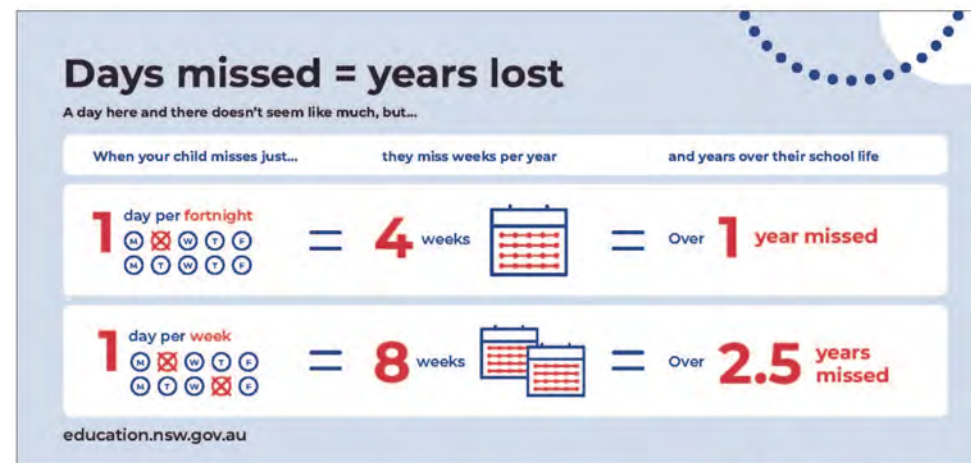 Days missed = years lost
A day here and there doesn't seem like much, but...
When your child misses just... they miss weeks per year and years over their school life
1 day per fortnight = 4 weeks = Over 1 year missed
M W T F
M T W T F
1 day per week = 8 weeks = Over 2.5 years missed
M W T F
M T W F
education.nsw.gov.au